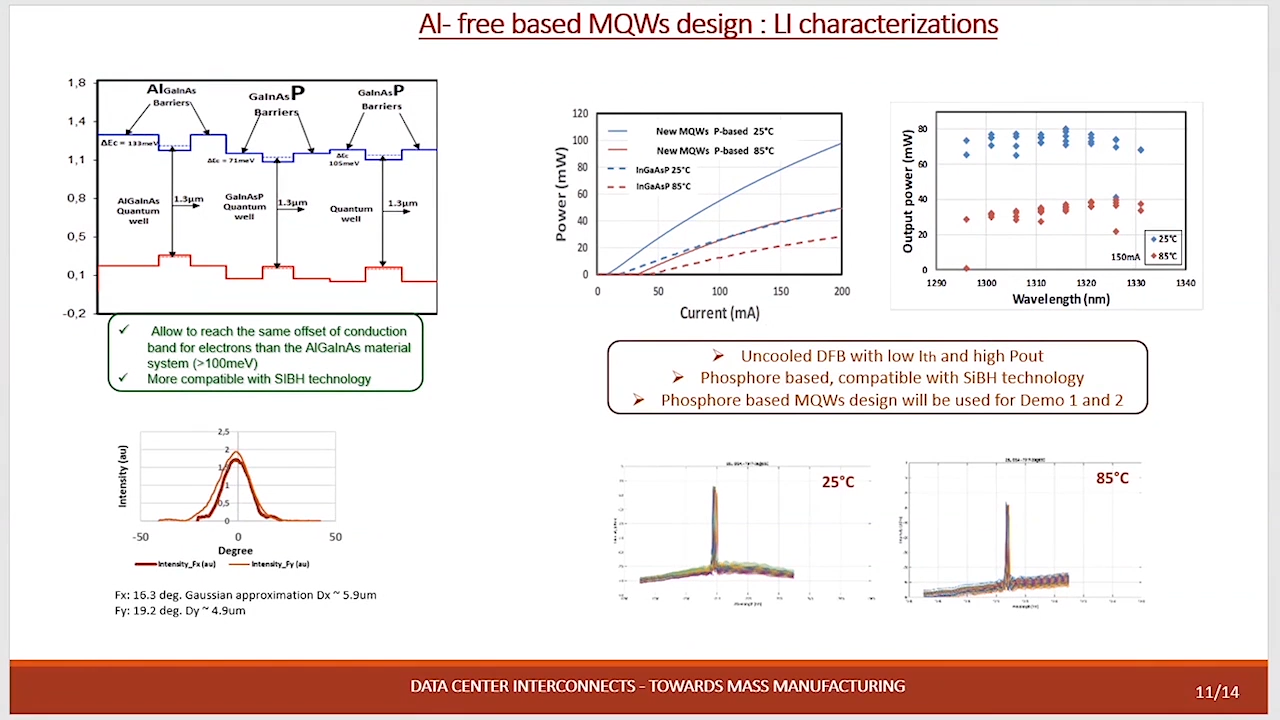 Al- free based MQWs design : LI characterizations
1,8
1,4
1,1
0,8
0,5
0,1
-0,2
AlGaInAs
Barriers
GaInAsP
Barriers
GaInAsP
Barriers
ΔEc = 133meV
ΔEc = 71meV
ΔEc
105meV
AlGaInAs
Quantum
well
1.3µm
GaInAsP
Quantum
well
1.3µm
Quantum
well
1.3µm
✓ Allow to reach the same offset of conduction
band for electrons than the AlGaInAs material
system (>100meV)
✓ More compatible with SIBH technology
Power (mW)
120
100
80
60
40
20
0
New MQWs P-based 25°C
New MQWs P-based 85°C
InGaAsP 25°C
InGaAsP 85°C
0 50 100 150 200
Current (mA)
Output power (mW)
80
60
40
20
0
25°C
85°C
150mA
1290 1300 1310 1320 1330 1340
Wavelength (nm)
➢ Uncooled DFB with low Ith and high Pout
➢ Phosphore based, compatible with SiBH technology
➢ Phosphore based MQWs design will be used for Demo 1 and 2
Intensity (au)
2,5
2
1,5
1
0,5
0
-50 0 50
Degree
Intensity_Fx (au) Intensity_Fy (au)
Fx: 16.3 deg. Gaussian approximation Dx ~ 5.9um
Fy: 19.2 deg. Dy ~ 4.9um
25°C
85°C
DATA CENTER INTERCONNECTS – TOWARDS MASS MANUFACTURING
11/14